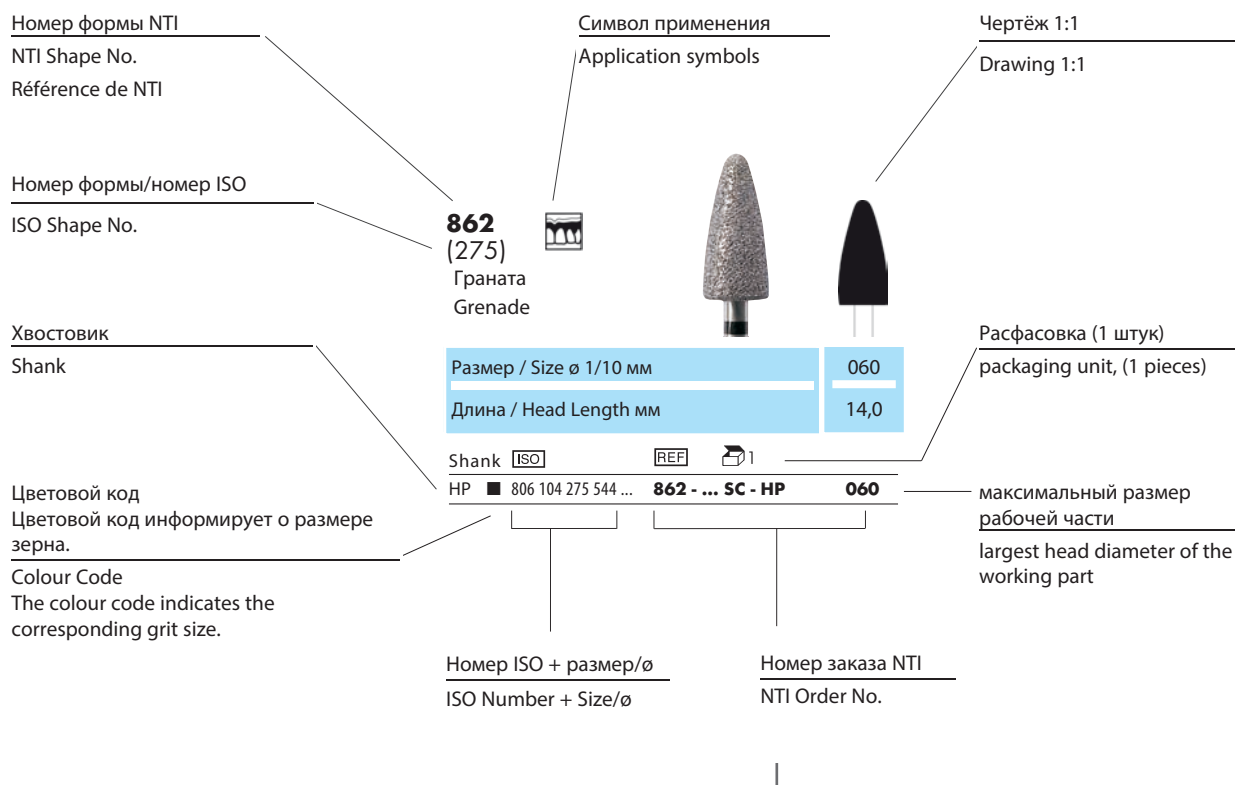 Номер формы NTI
NTI Shape No.
Référence de NTI
Символ применения
Application symbols
Чертёж 1:1
Drawing 1:1
Номер формы/номер ISO
ISO Shape No.
862
(275)
Граната
Grenade
Хвостовик
Shank
Размер / Size ø 1/10 мм 060
Длина / Head Length мм 14,0
Расфасовка (1 штук)
packaging unit, (1 pieces)
Shank ISO REF 1
HP 806 104 275 544 ... 862 - ... SC - HP 060
Цветовой код
Цветовой код информирует о размере
зерна.
Colour Code
The colour code indicates the
corresponding grit size.
максимальный размер
рабочей части
largest head diameter of the
working part
Номер ISO + размер/ø
ISO Number + Size/ø
Номер заказа NTI
NTI Order No.